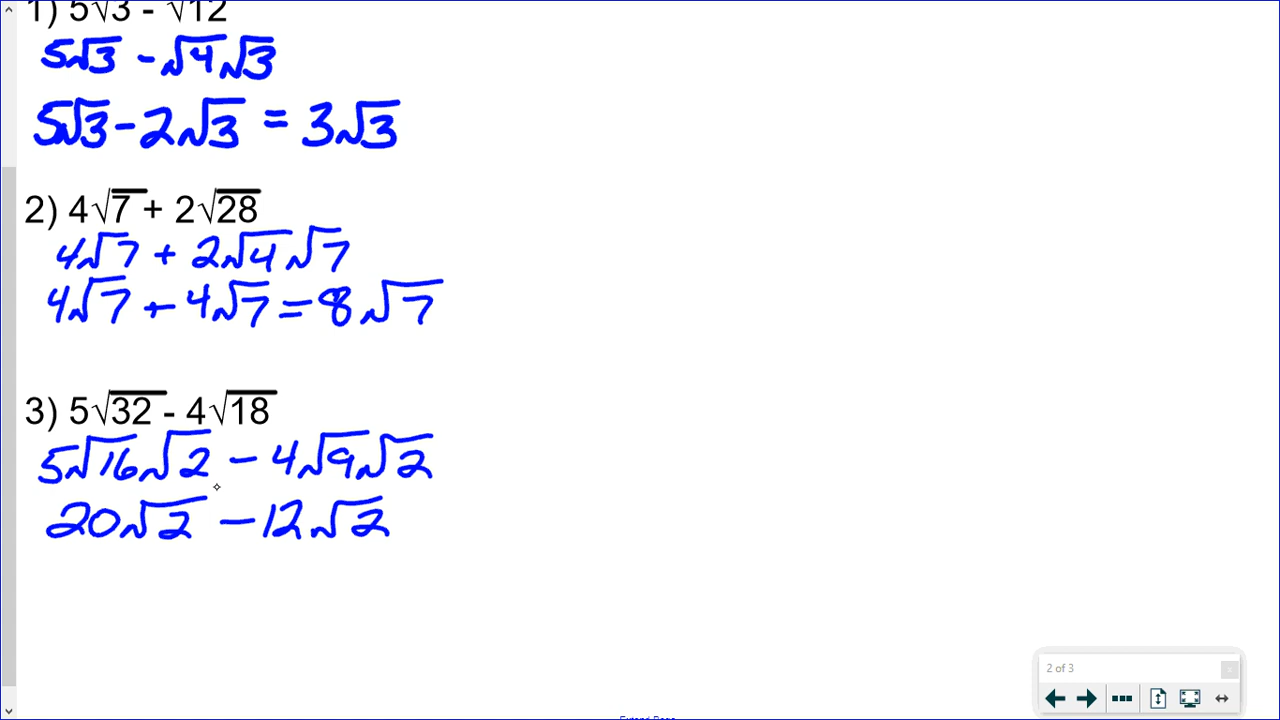 1) 5√3 - √12
5√3 - √4√3
5√3 - 2√3 = 3√3
2) 4√7 + 2√28
4√7 + 2√4√7
4√7 + 4√7 = 8√7
3) 5√32 - 4√18
5√16√2 - 4√9√2
20√2 - 12√2
2 of 3
Extend Page